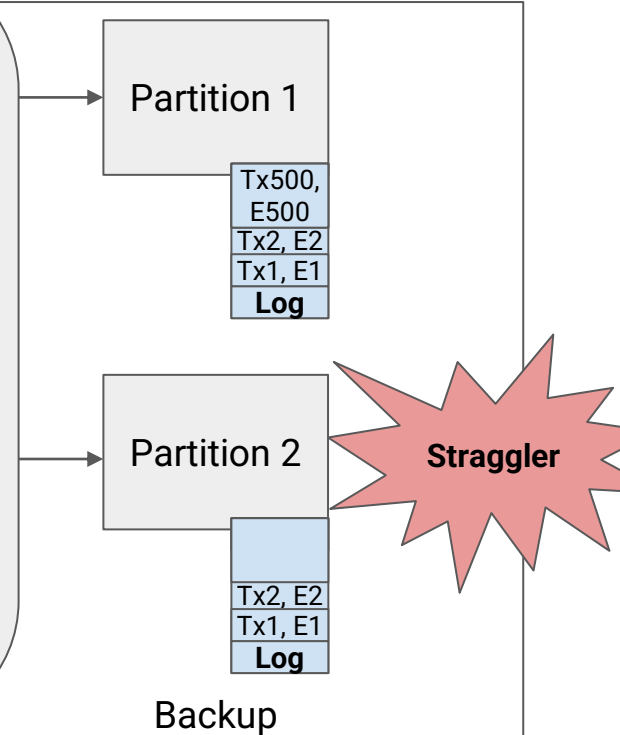 Partition 1
Tx500,
E500
Tx2, E2
Tx1, E1
Log
Partition 2
Straggler
Tx2, E2
Tx1, E1
Log
Backup